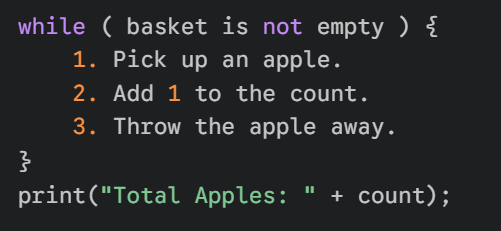 while ( basket is not empty ) {
    1. Pick up an apple.
    2. Add 1 to the count.
    3. Throw the apple away.
}
print("Total Apples: " + count);